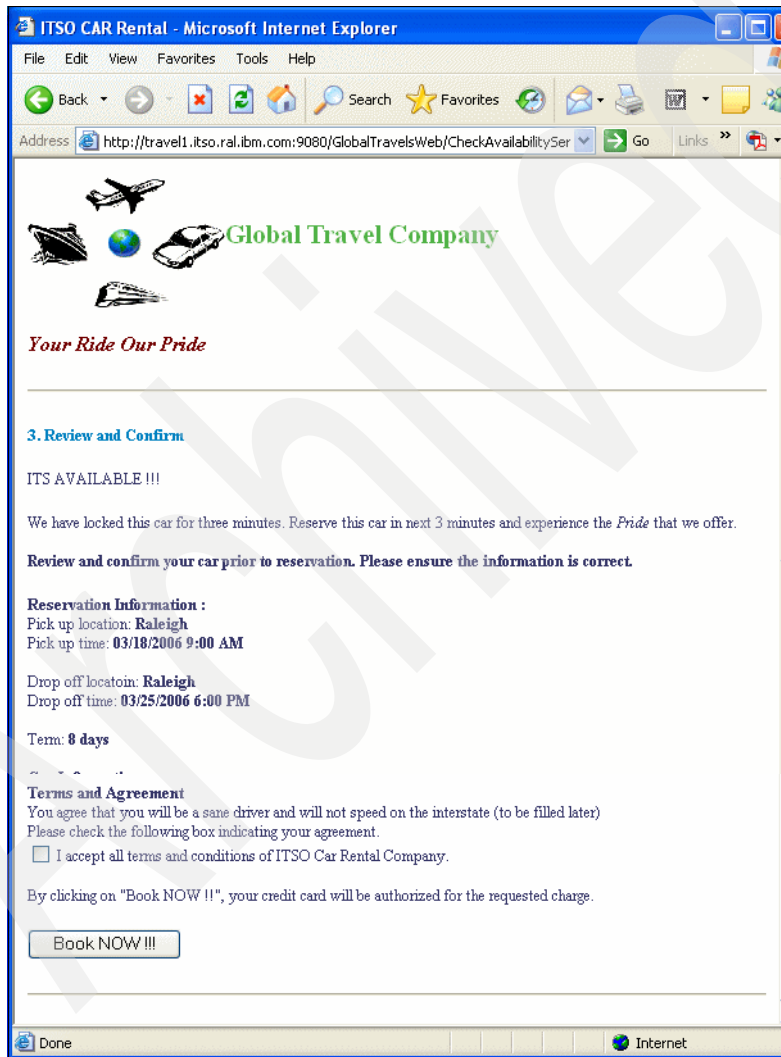 ITSO CAR Rental - Microsoft Internet Explorer
File Edit View Favorites Tools Help
Back Search Favorites
Address http://travel1.itso.ral.ibm.com:9080/GlobalTravelsWeb/CheckAvailabilitySer Go Links »
Global Travel Company
Your Ride Our Pride
3. Review and Confirm
ITS AVAILABLE !!!
We have locked this car for three minutes. Reserve this car in next 3 minutes and experience the Pride that we offer.
Review and confirm your car prior to reservation. Please ensure the information is correct.
Reservation Information :
Pick up location: Raleigh
Pick up time: 03/18/2006 9:00 AM
Drop off locatoin: Raleigh
Drop off time: 03/25/2006 6:00 PM
Term: 8 days
Terms and Agreement
You agree that you will be a sane driver and will not speed on the interstate (to be filled later)
Please check the following box indicating your agreement.
I accept all terms and conditions of ITSO Car Rental Company.
By clicking on "Book NOW !!", your credit card will be authorized for the requested charge.
Book NOW !!!
Done Internet